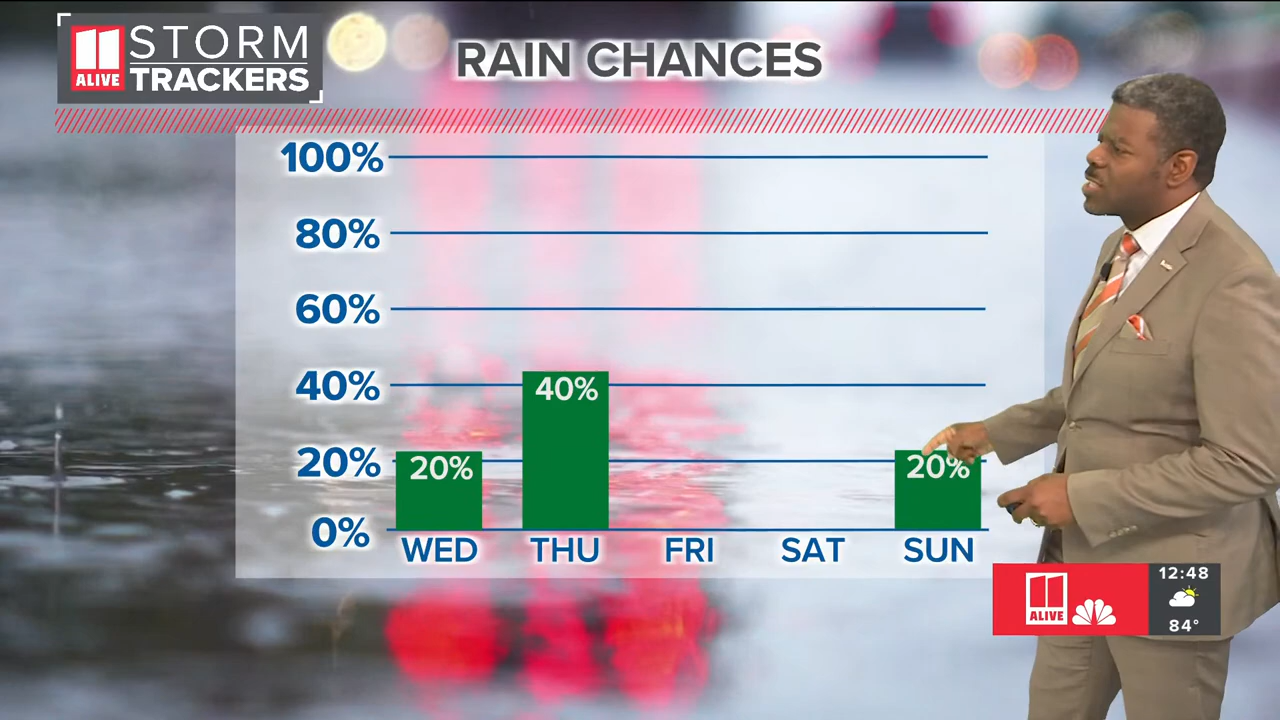 11
ALIVE
STORM
TRACKERS
RAIN CHANCES
100%
80%
60%
40%
20%
0%
20%
40%
20%
WED THU FRI SAT SUN
11
ALIVE
12:48
84°